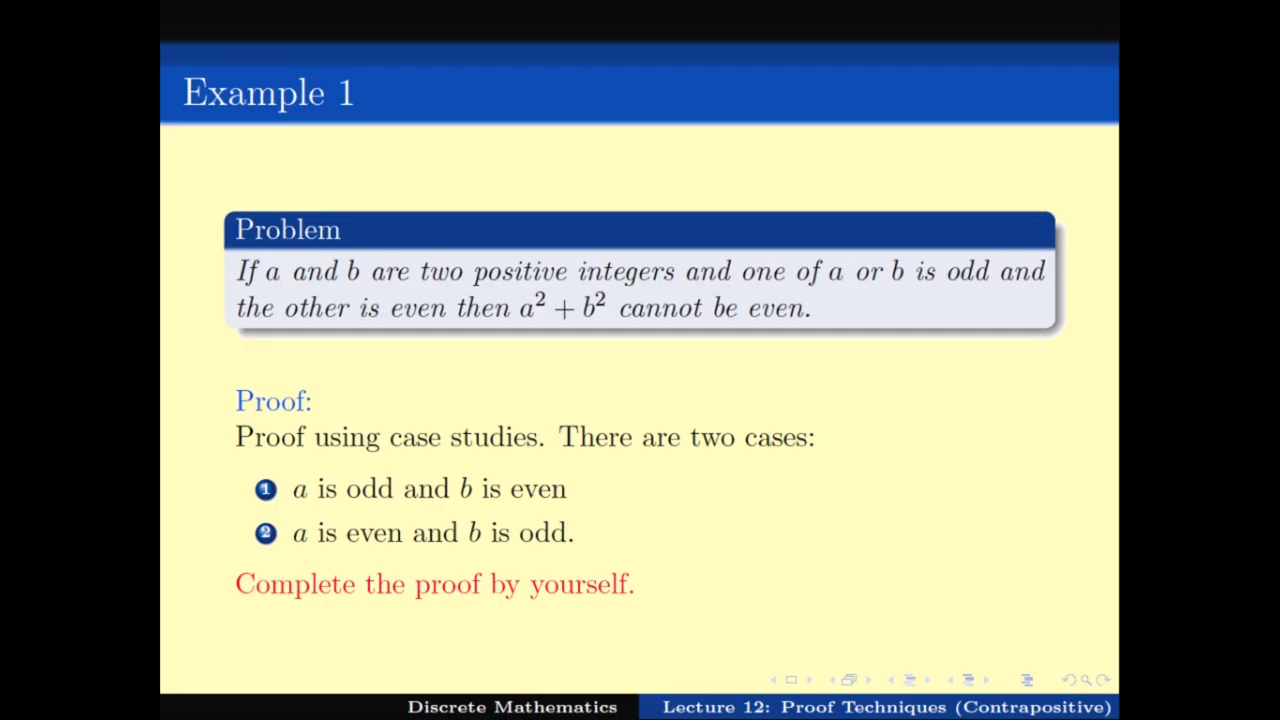 Example 1
Problem
If a and b are two positive integers and one of a or b is odd and
the other is even then a² + b² cannot be even.
Proof:
Proof using case studies. There are two cases:
1 a is odd and b is even
2 a is even and b is odd.
Complete the proof by yourself.
Discrete Mathematics Lecture 12: Proof Techniques (Contrapositive)